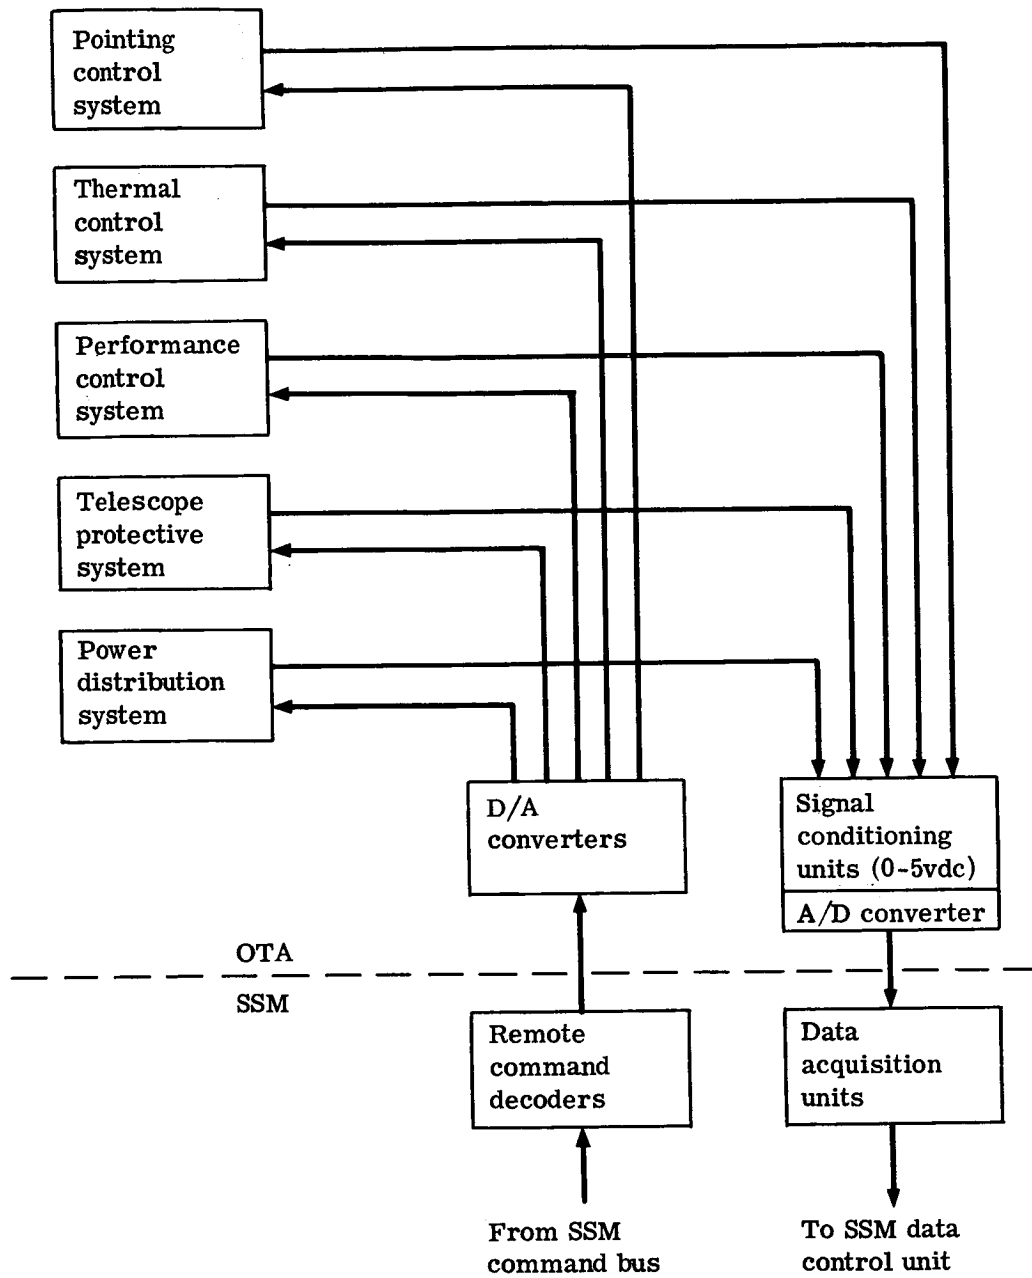 Pointing
control
system
Thermal
control
system
Performance
control
system
Telescope
protective
system
Power
distribution
system
D/A
converters
Signal
conditioning
units (0-5vdc)
A/D converter
OTA
SSM
Remote
command
decoders
Data
acquisition
units
From SSM
command bus
To SSM data
control unit